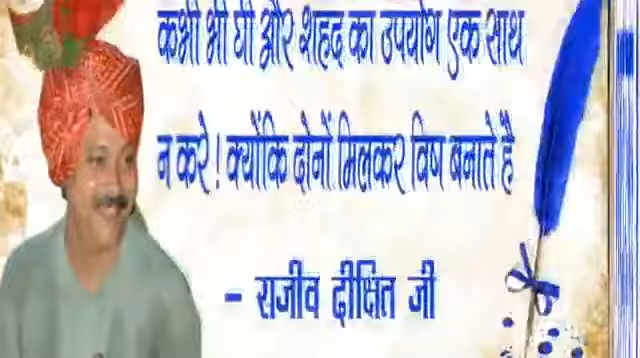 कभी भी घी और शहद का उपयोग एक साथ
न करे ! क्योंकि दोनों मिलकर विष बनाते है
- राजीव दीक्षित जी